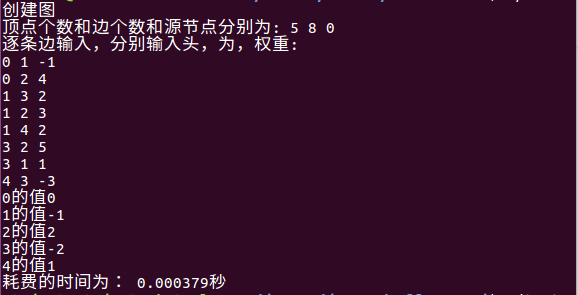 创建图
顶点个数和边个数和源节点分别为: 5 8 0
逐条边输入，分别输入头，为，权重:
0 1 -1
0 2 4
1 3 2
1 2 3
1 4 2
3 2 5
3 1 1
4 3 -3
0的值0
1的值-1
2的值2
3的值-2
4的值1
耗费的时间为： 0.000379秒